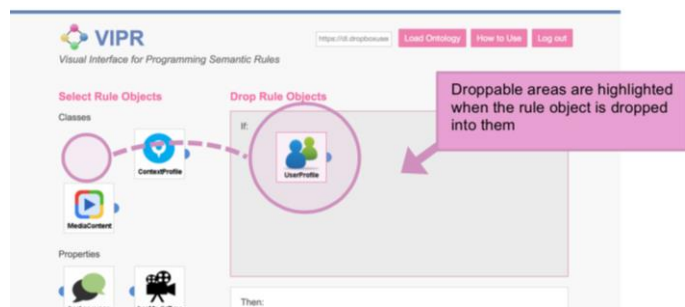 VIPR
Visual Interface for Programming Semantic Rules
Load Ontology
How to Use
Log out
Select Rule Objects
Drop Rule Objects
Droppable areas are highlighted
when the rule object is dropped
into them
Classes
If:
ContextProfile
UserProfile
MediaContent
Properties
Then: